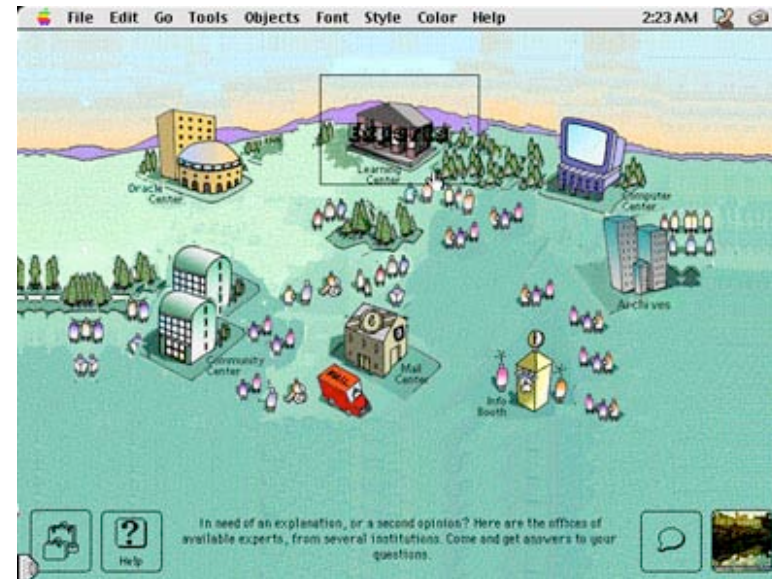 File Edit Go Tools Objects Font Style Color Help 2:23 AM
Experts
Learning
Center
Oracle
Center
Computer
Center
Archives
Community
Center
Mail
Center
MAIL
Info
Booth
?
Help
In need of an explanation, or a second opinion? Here are the offices of
available experts, from several institutions. Come and get answers to your
questions.